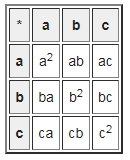 * a b c
a a² ab ac
b ba b² bc
c ca cb c²